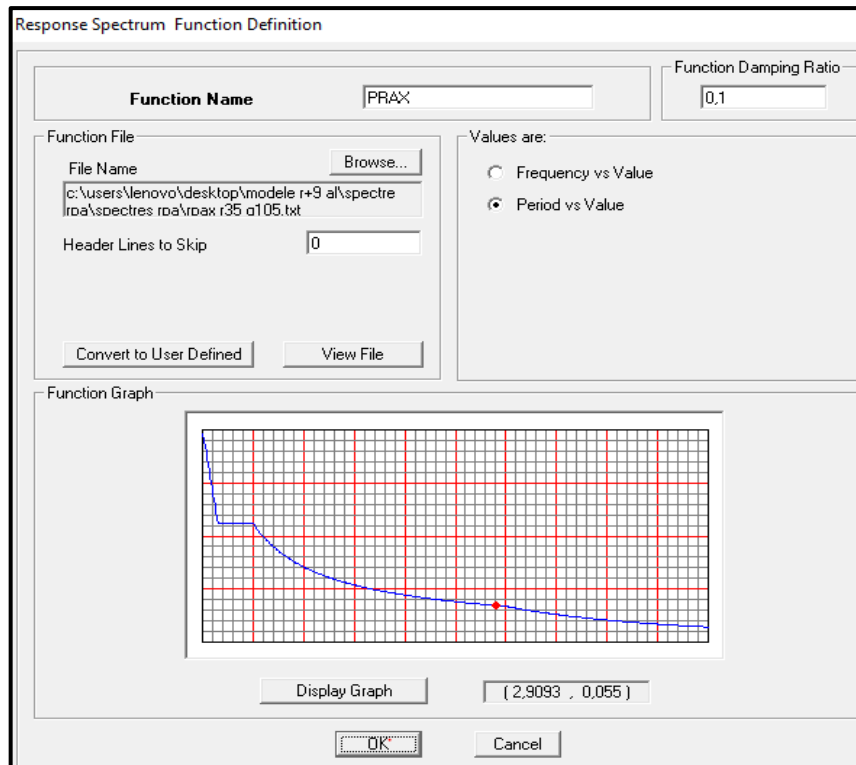 Response Spectrum Function Definition
Function Damping Ratio
Function Name
PRAX
0,1
Function File
Values are:
File Name
Browse...
c:\users\lenovo\desktop\modele r+9 al\spectre
rpa\spectres rpa\rpax r35 q105.txt
Header Lines to Skip
0
Frequency vs Value
Period vs Value
Convert to User Defined
View File
Function Graph
Display Graph
( 2,9093 , 0,055 )
OK
Cancel